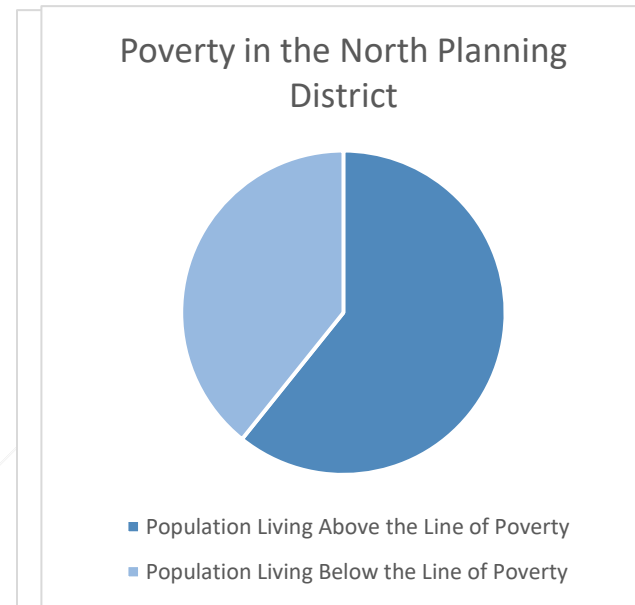 Poverty in the North Planning
District
Population Living Above the Line of Poverty
Population Living Below the Line of Poverty